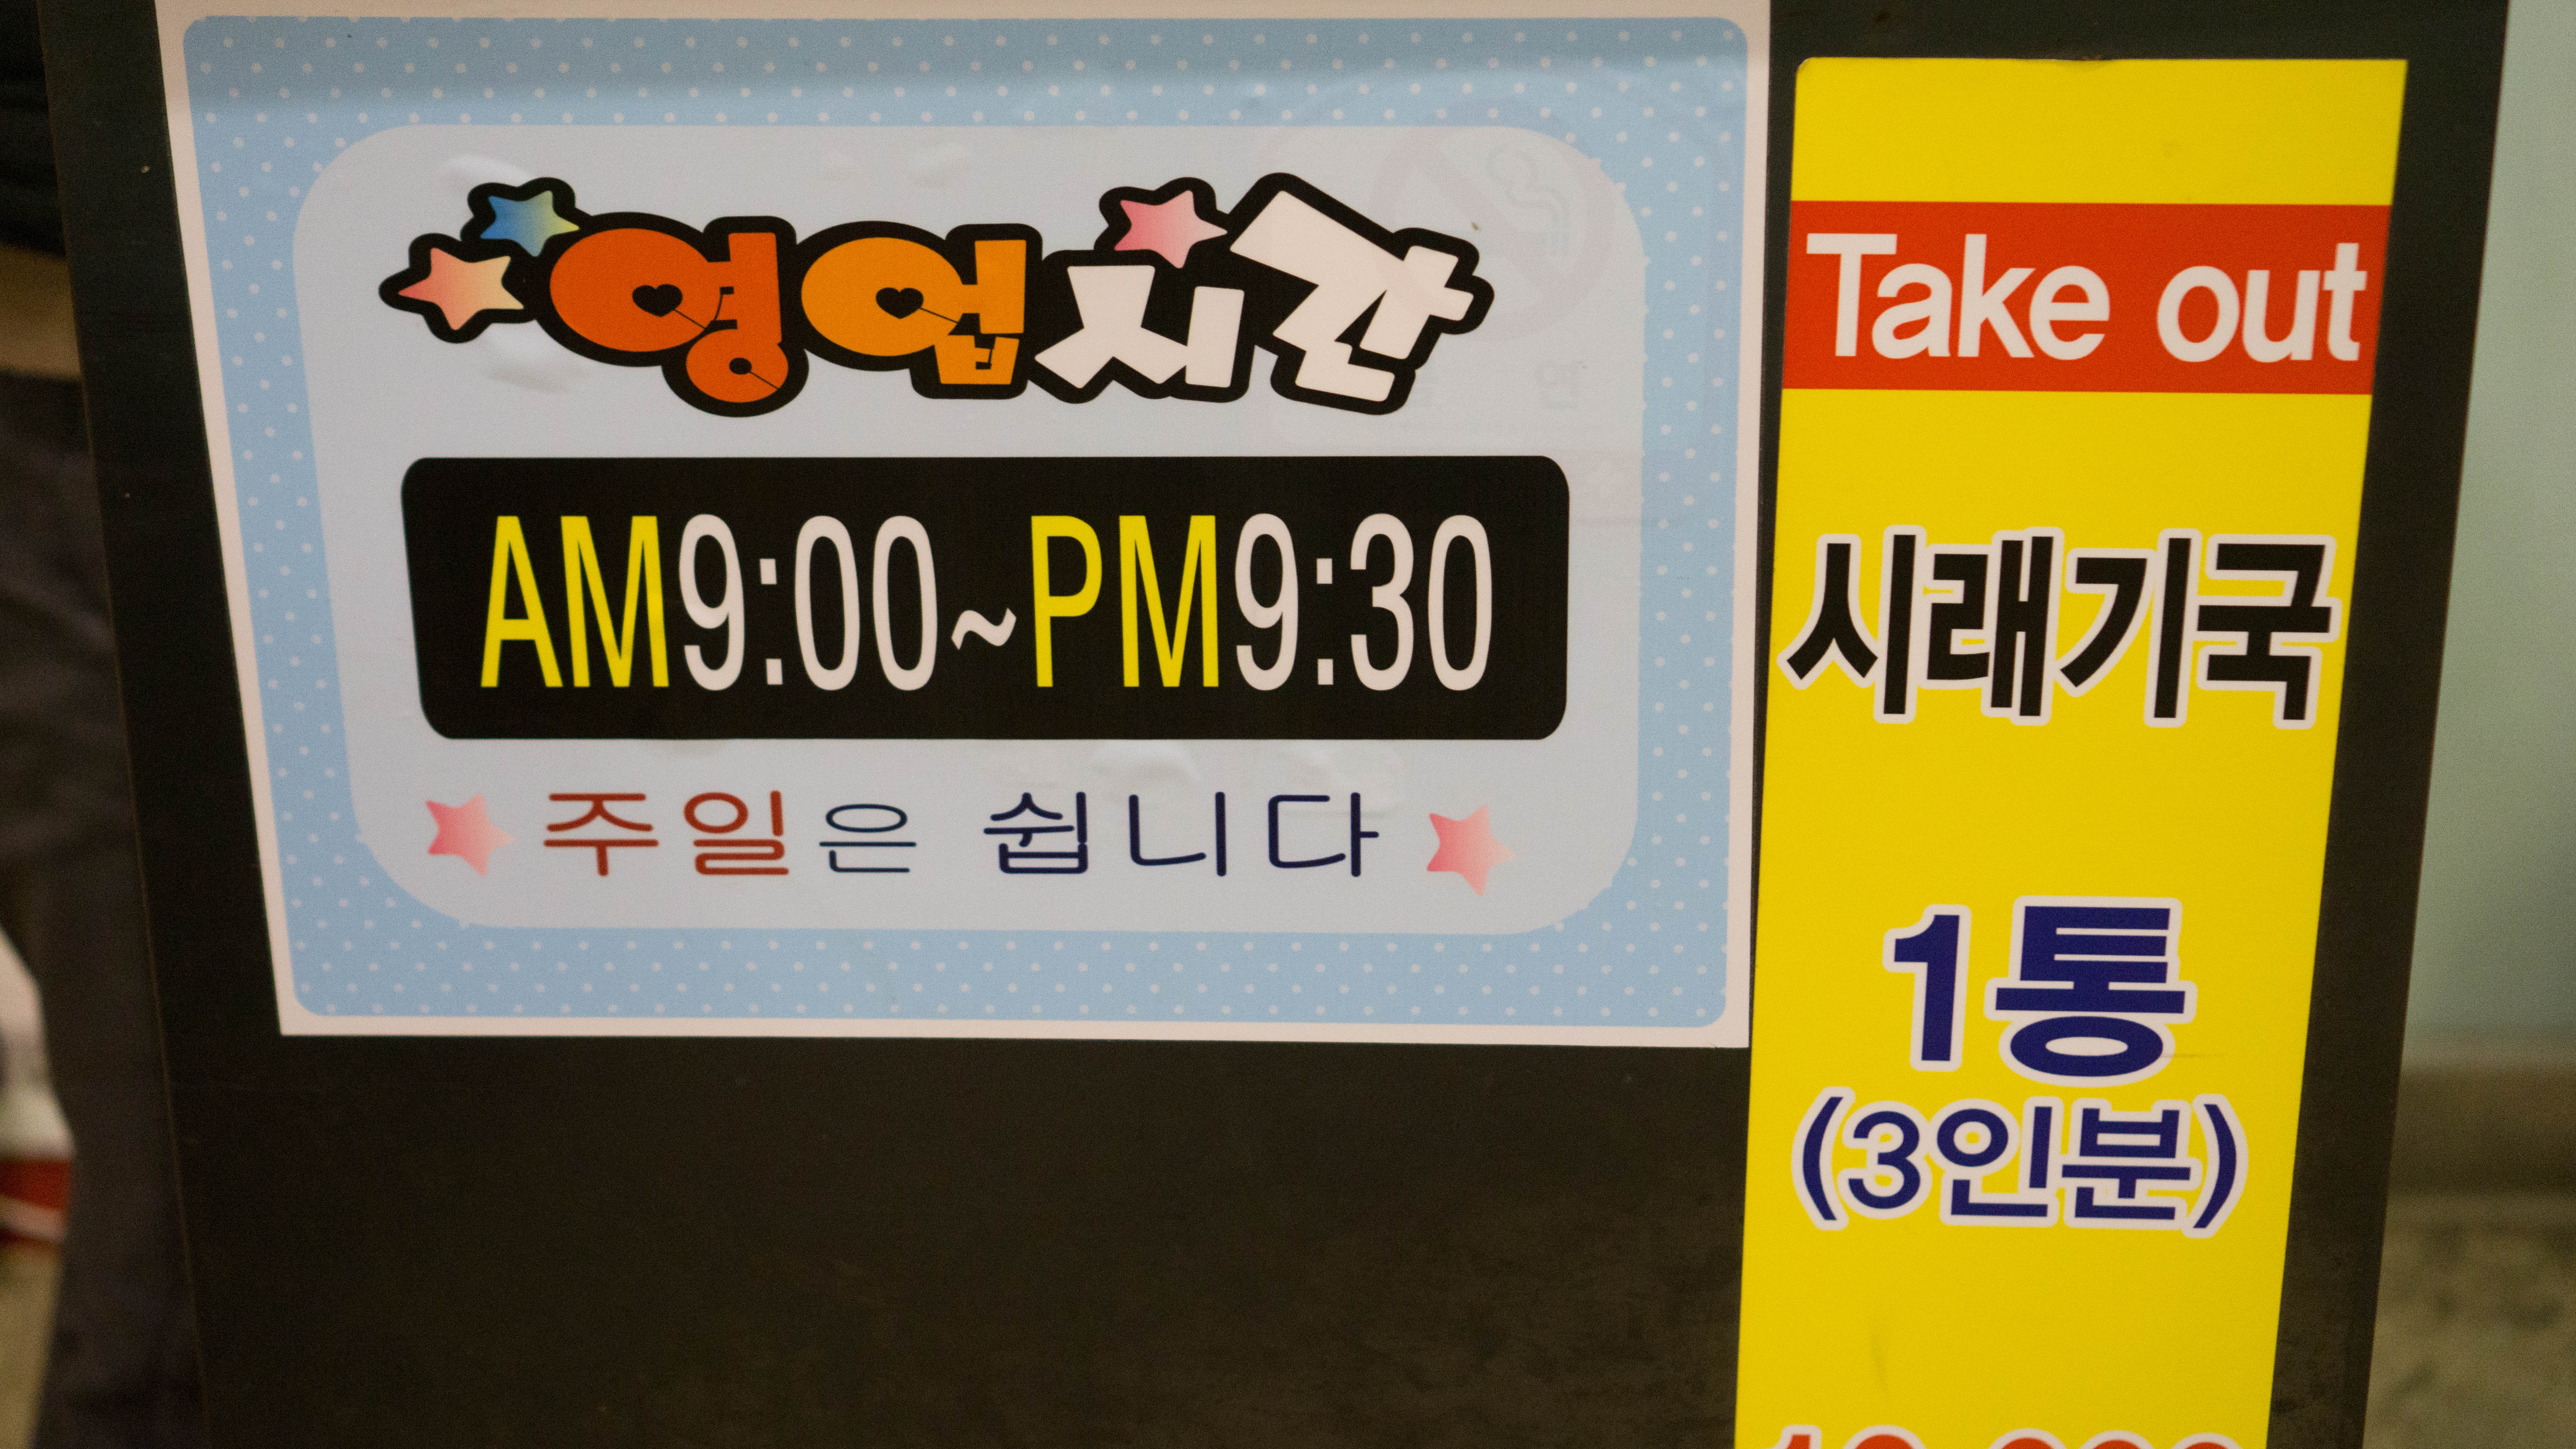 영업시간
AM9:00~PM9:30
주일은 쉽니다
Take out
시래기국
1통
(3인분)